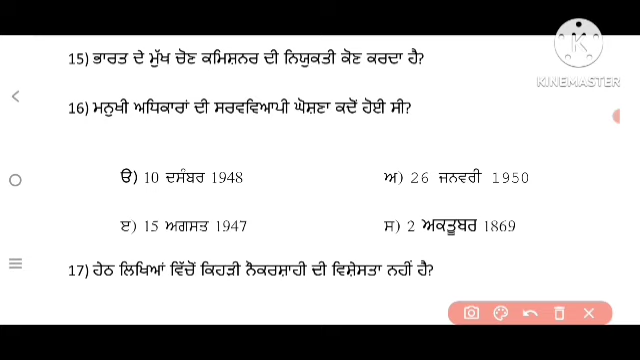 15) ਭਾਰਤ ਦੇ ਮੁੱਖ ਚੋਣ ਕਮਿਸ਼ਨਰ ਦੀ ਨਿਯੁਕਤੀ ਕੋਣ ਕਰਦਾ ਹੈ?
KINEMASTER
16) ਮਨੁਖੀ ਅਧਿਕਾਰਾਂ ਦੀ ਸਰਵਵਿਆਪੀ ਘੋਸ਼ਣਾ ਕਦੋਂ ਹੋਈ ਸੀ?
ੳ) 10 ਦਸੰਬਰ 1948 ਅ) 26 ਜਨਵਰੀ 1950
ੲ) 15 ਅਗਸਤ 1947 ਸ) 2 ਅਕਤੂਬਰ 1869
17) ਹੇਠ ਲਿਖਿਆਂ ਵਿੱਚੋਂ ਕਿਹੜੀ ਨੌਕਰਸ਼ਾਹੀ ਦੀ ਵਿਸ਼ੇਸਤਾ ਨਹੀਂ ਹੈ?